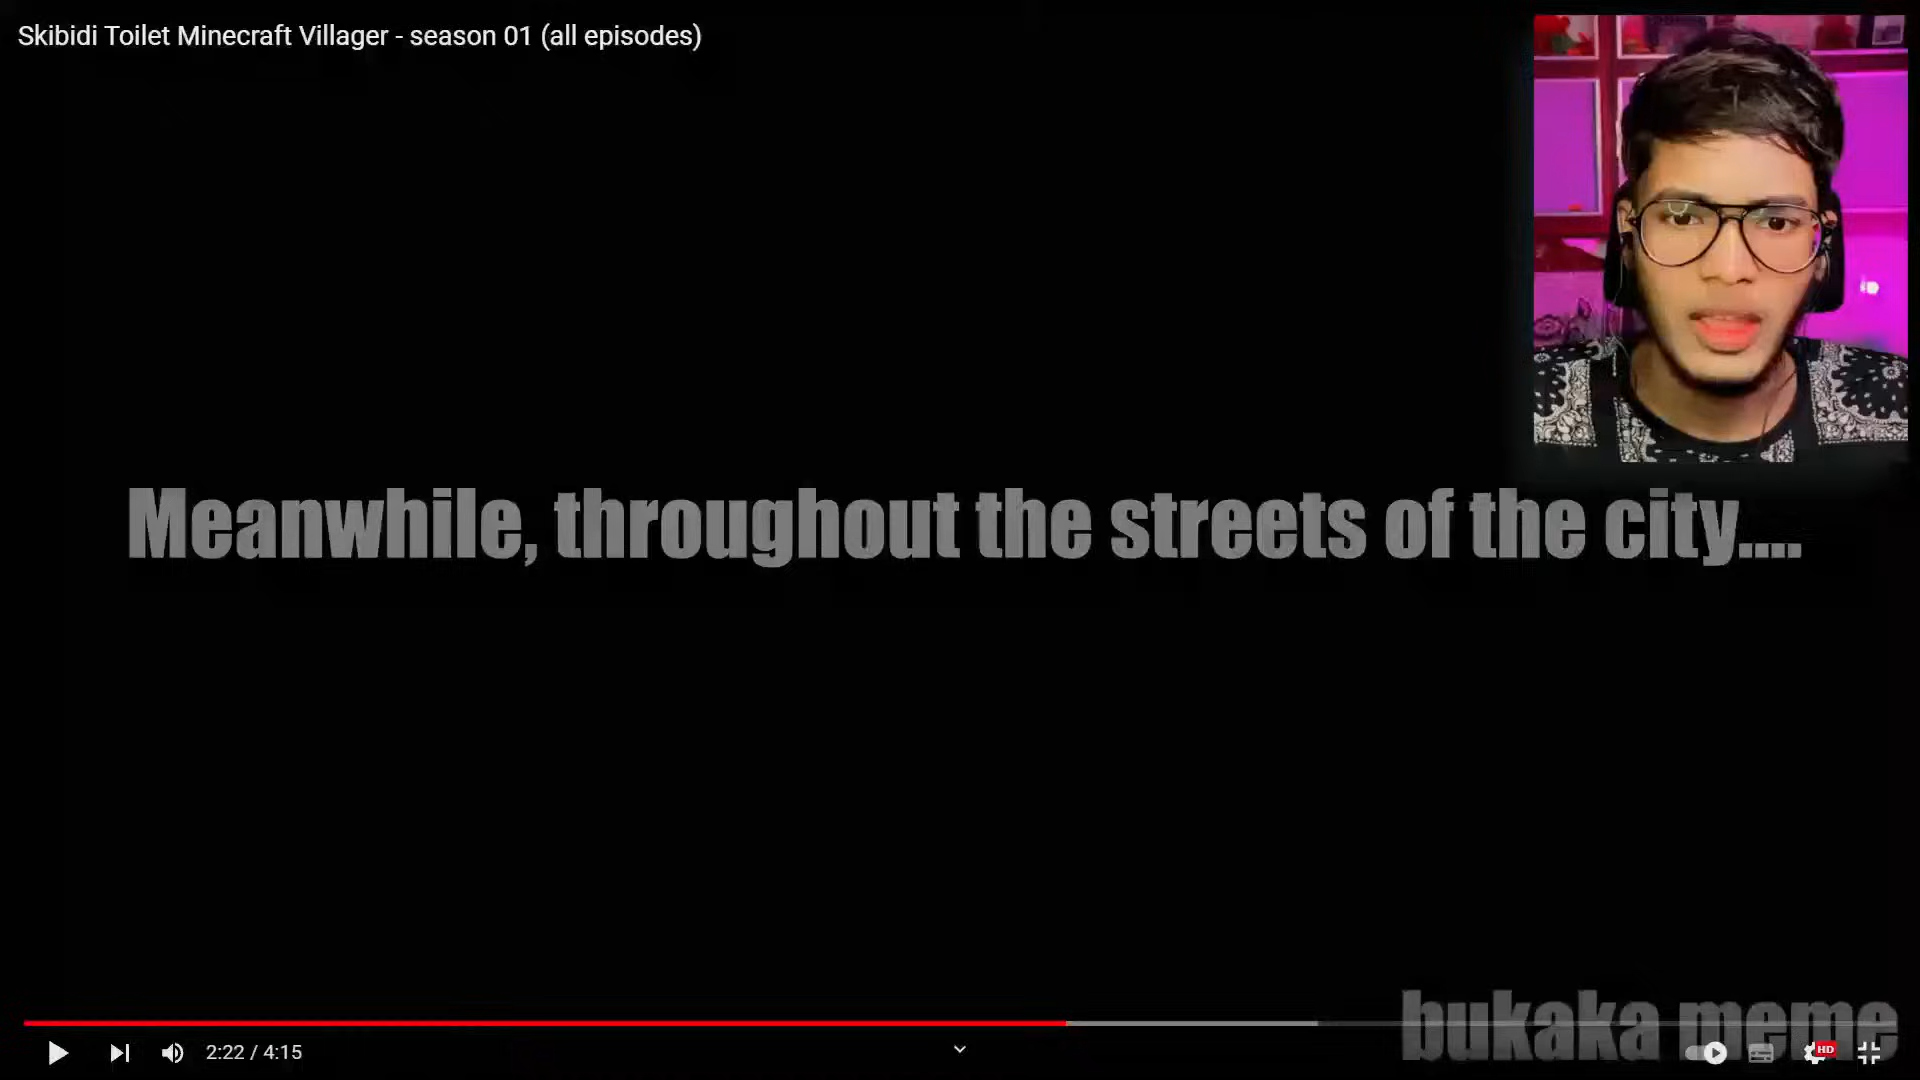 Skibidi Toilet Minecraft Villager - season 01 (all episodes)
Meanwhile, throughout the streets of the city....
bukaka meme
2:22 / 4:15
HD